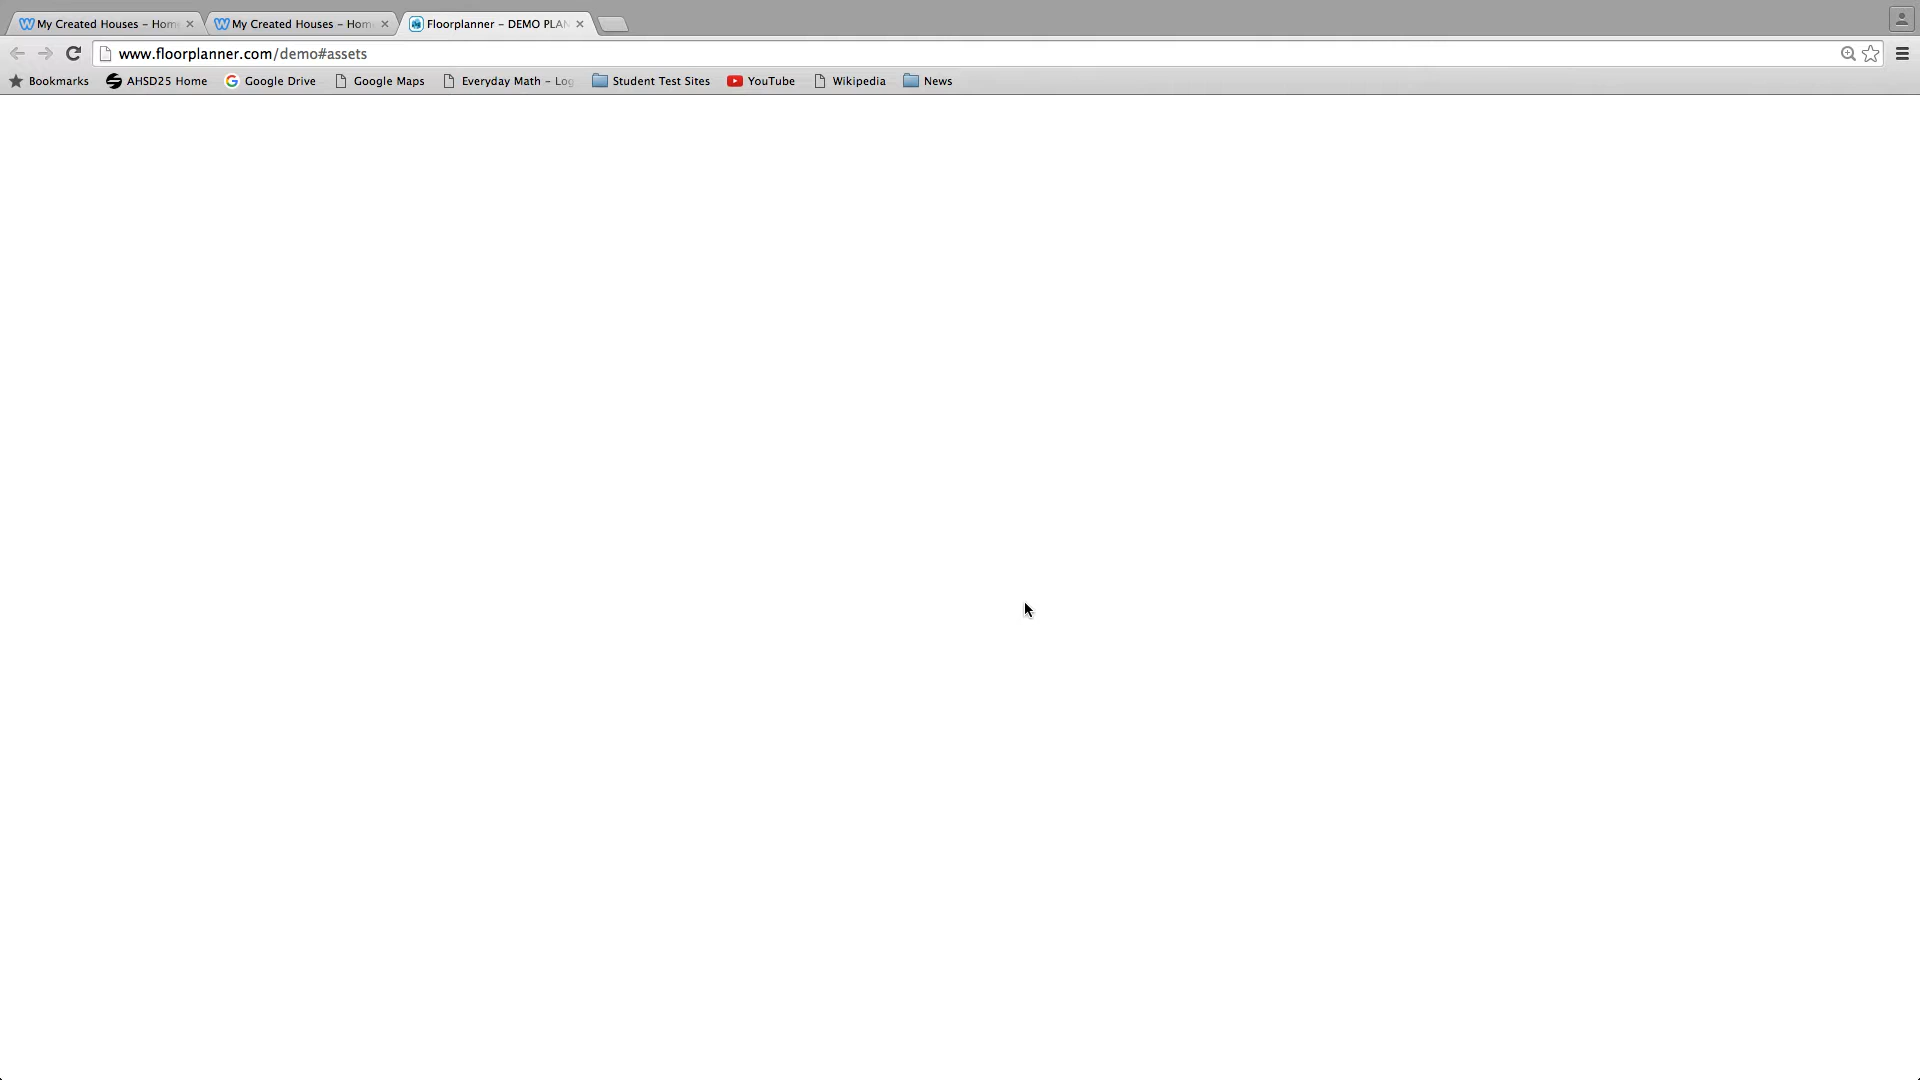 My Created Houses – Hom
My Created Houses – Hom
Floorplanner – DEMO PLAN
www.floorplanner.com/demo#assets
Bookmarks AHSD25 Home Google Drive Google Maps Everyday Math – Log Student Test Sites YouTube Wikipedia News